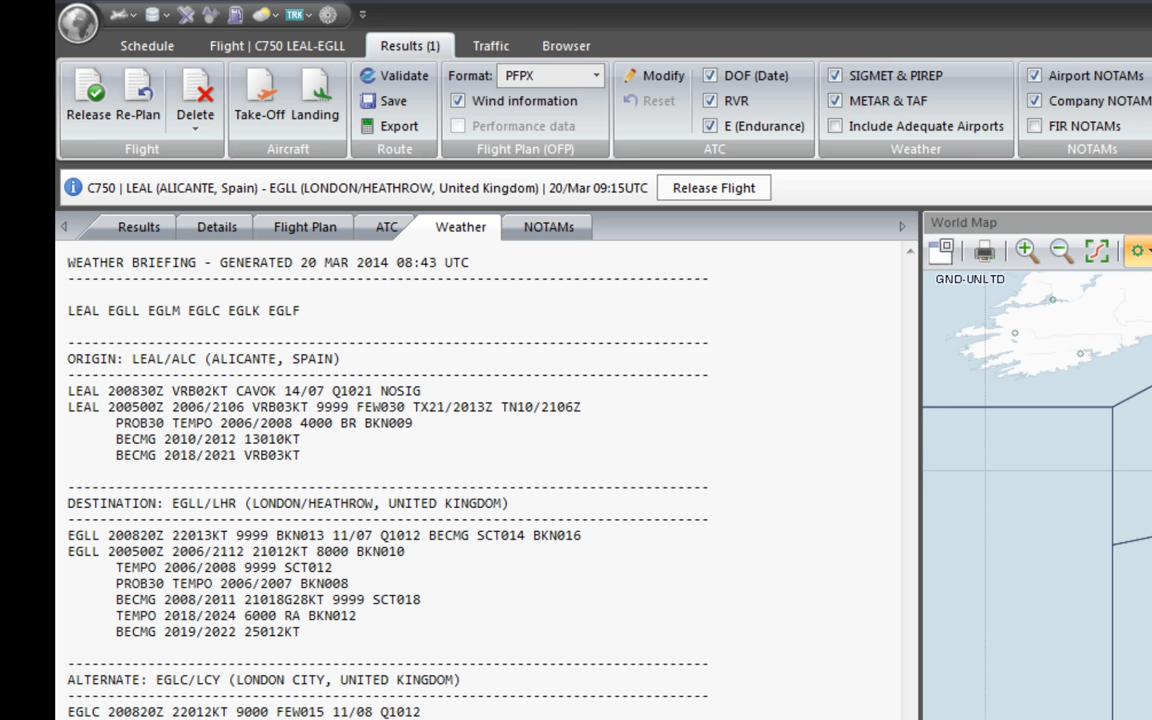 TRK
Schedule Flight | C750 LEAL-EGLL Results (1) Traffic Browser
Release Re-Plan Delete
Flight
Take-Off Landing
Aircraft
Validate
Save
Export
Route
Format: PFPX
Wind information
Performance data
Flight Plan (OFP)
Modify
Reset
DOF (Date)
RVR
E (Endurance)
ATC
SIGMET & PIREP
METAR & TAF
Include Adequate Airports
Weather
Airport NOTAMs
Company NOTAM
FIR NOTAMs
NOTAMs
C750 | LEAL (ALICANTE, Spain) - EGLL (LONDON/HEATHROW, United Kingdom) | 20/Mar 09:15UTC Release Flight
Results Details Flight Plan ATC Weather NOTAMs
World Map
GND-UNLTD
WEATHER BRIEFING - GENERATED 20 MAR 2014 08:43 UTC
--------------------------------------------------------------------------------
LEAL EGLL EGLM EGLC EGLK EGLF
--------------------------------------------------------------------------------
ORIGIN: LEAL/ALC (ALICANTE, SPAIN)
--------------------------------------------------------------------------------
LEAL 200830Z VRB02KT CAVOK 14/07 Q1021 NOSIG
LEAL 200500Z 2006/2106 VRB03KT 9999 FEW030 TX21/2013Z TN10/2106Z
PROB30 TEMPO 2006/2008 4000 BR BKN009
BECMG 2010/2012 13010KT
BECMG 2018/2021 VRB03KT
--------------------------------------------------------------------------------
DESTINATION: EGLL/LHR (LONDON/HEATHROW, UNITED KINGDOM)
--------------------------------------------------------------------------------
EGLL 200820Z 22013KT 9999 BKN013 11/07 Q1012 BECMG SCT014 BKN016
EGLL 200500Z 2006/2112 21012KT 8000 BKN010
TEMPO 2006/2008 9999 SCT012
PROB30 TEMPO 2006/2007 BKN008
BECMG 2008/2011 21018G28KT 9999 SCT018
TEMPO 2018/2024 6000 RA BKN012
BECMG 2019/2022 25012KT
--------------------------------------------------------------------------------
ALTERNATE: EGLC/LCY (LONDON CITY, UNITED KINGDOM)
--------------------------------------------------------------------------------
EGLC 200820Z 22012KT 9000 FEW015 11/08 Q1012